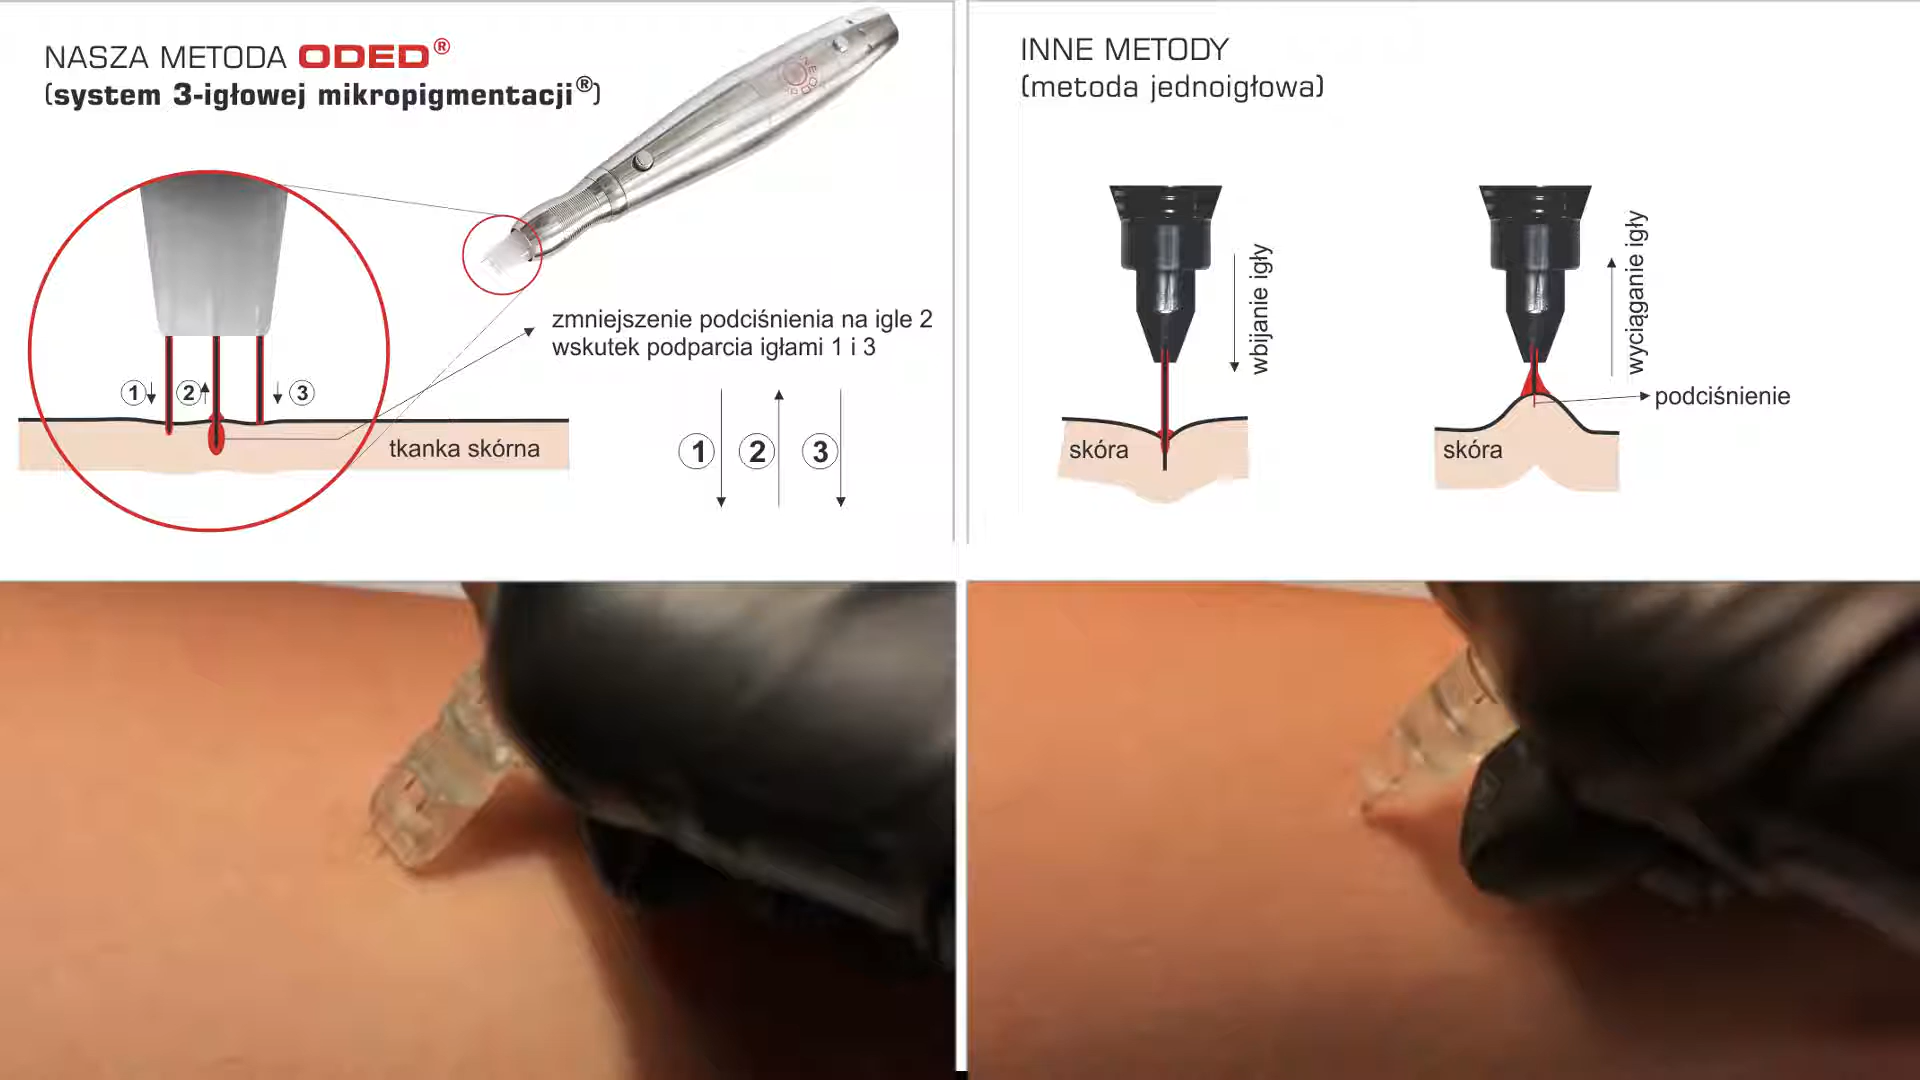 NASZA METODA ODED®
(system 3-igłowej mikropigmentacji®)
1 2 3
zmniejszenie podciśnienia na igle 2
wskutek podparcia igłami 1 i 3
tkanka skórna
1 2 3
INNE METODY
(metoda jednoigłowa)
wbijanie igły
skóra
wyciąganie igły
podciśnienie
skóra